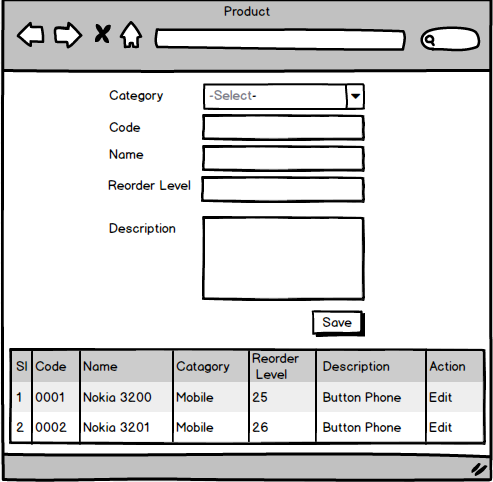 Product
Category -Select-
Code
Name
Reorder Level
Description
Save
Sl Code Name Catagory Reorder Level Description Action
1 0001 Nokia 3200 Mobile 25 Button Phone Edit
2 0002 Nokia 3201 Mobile 26 Button Phone Edit